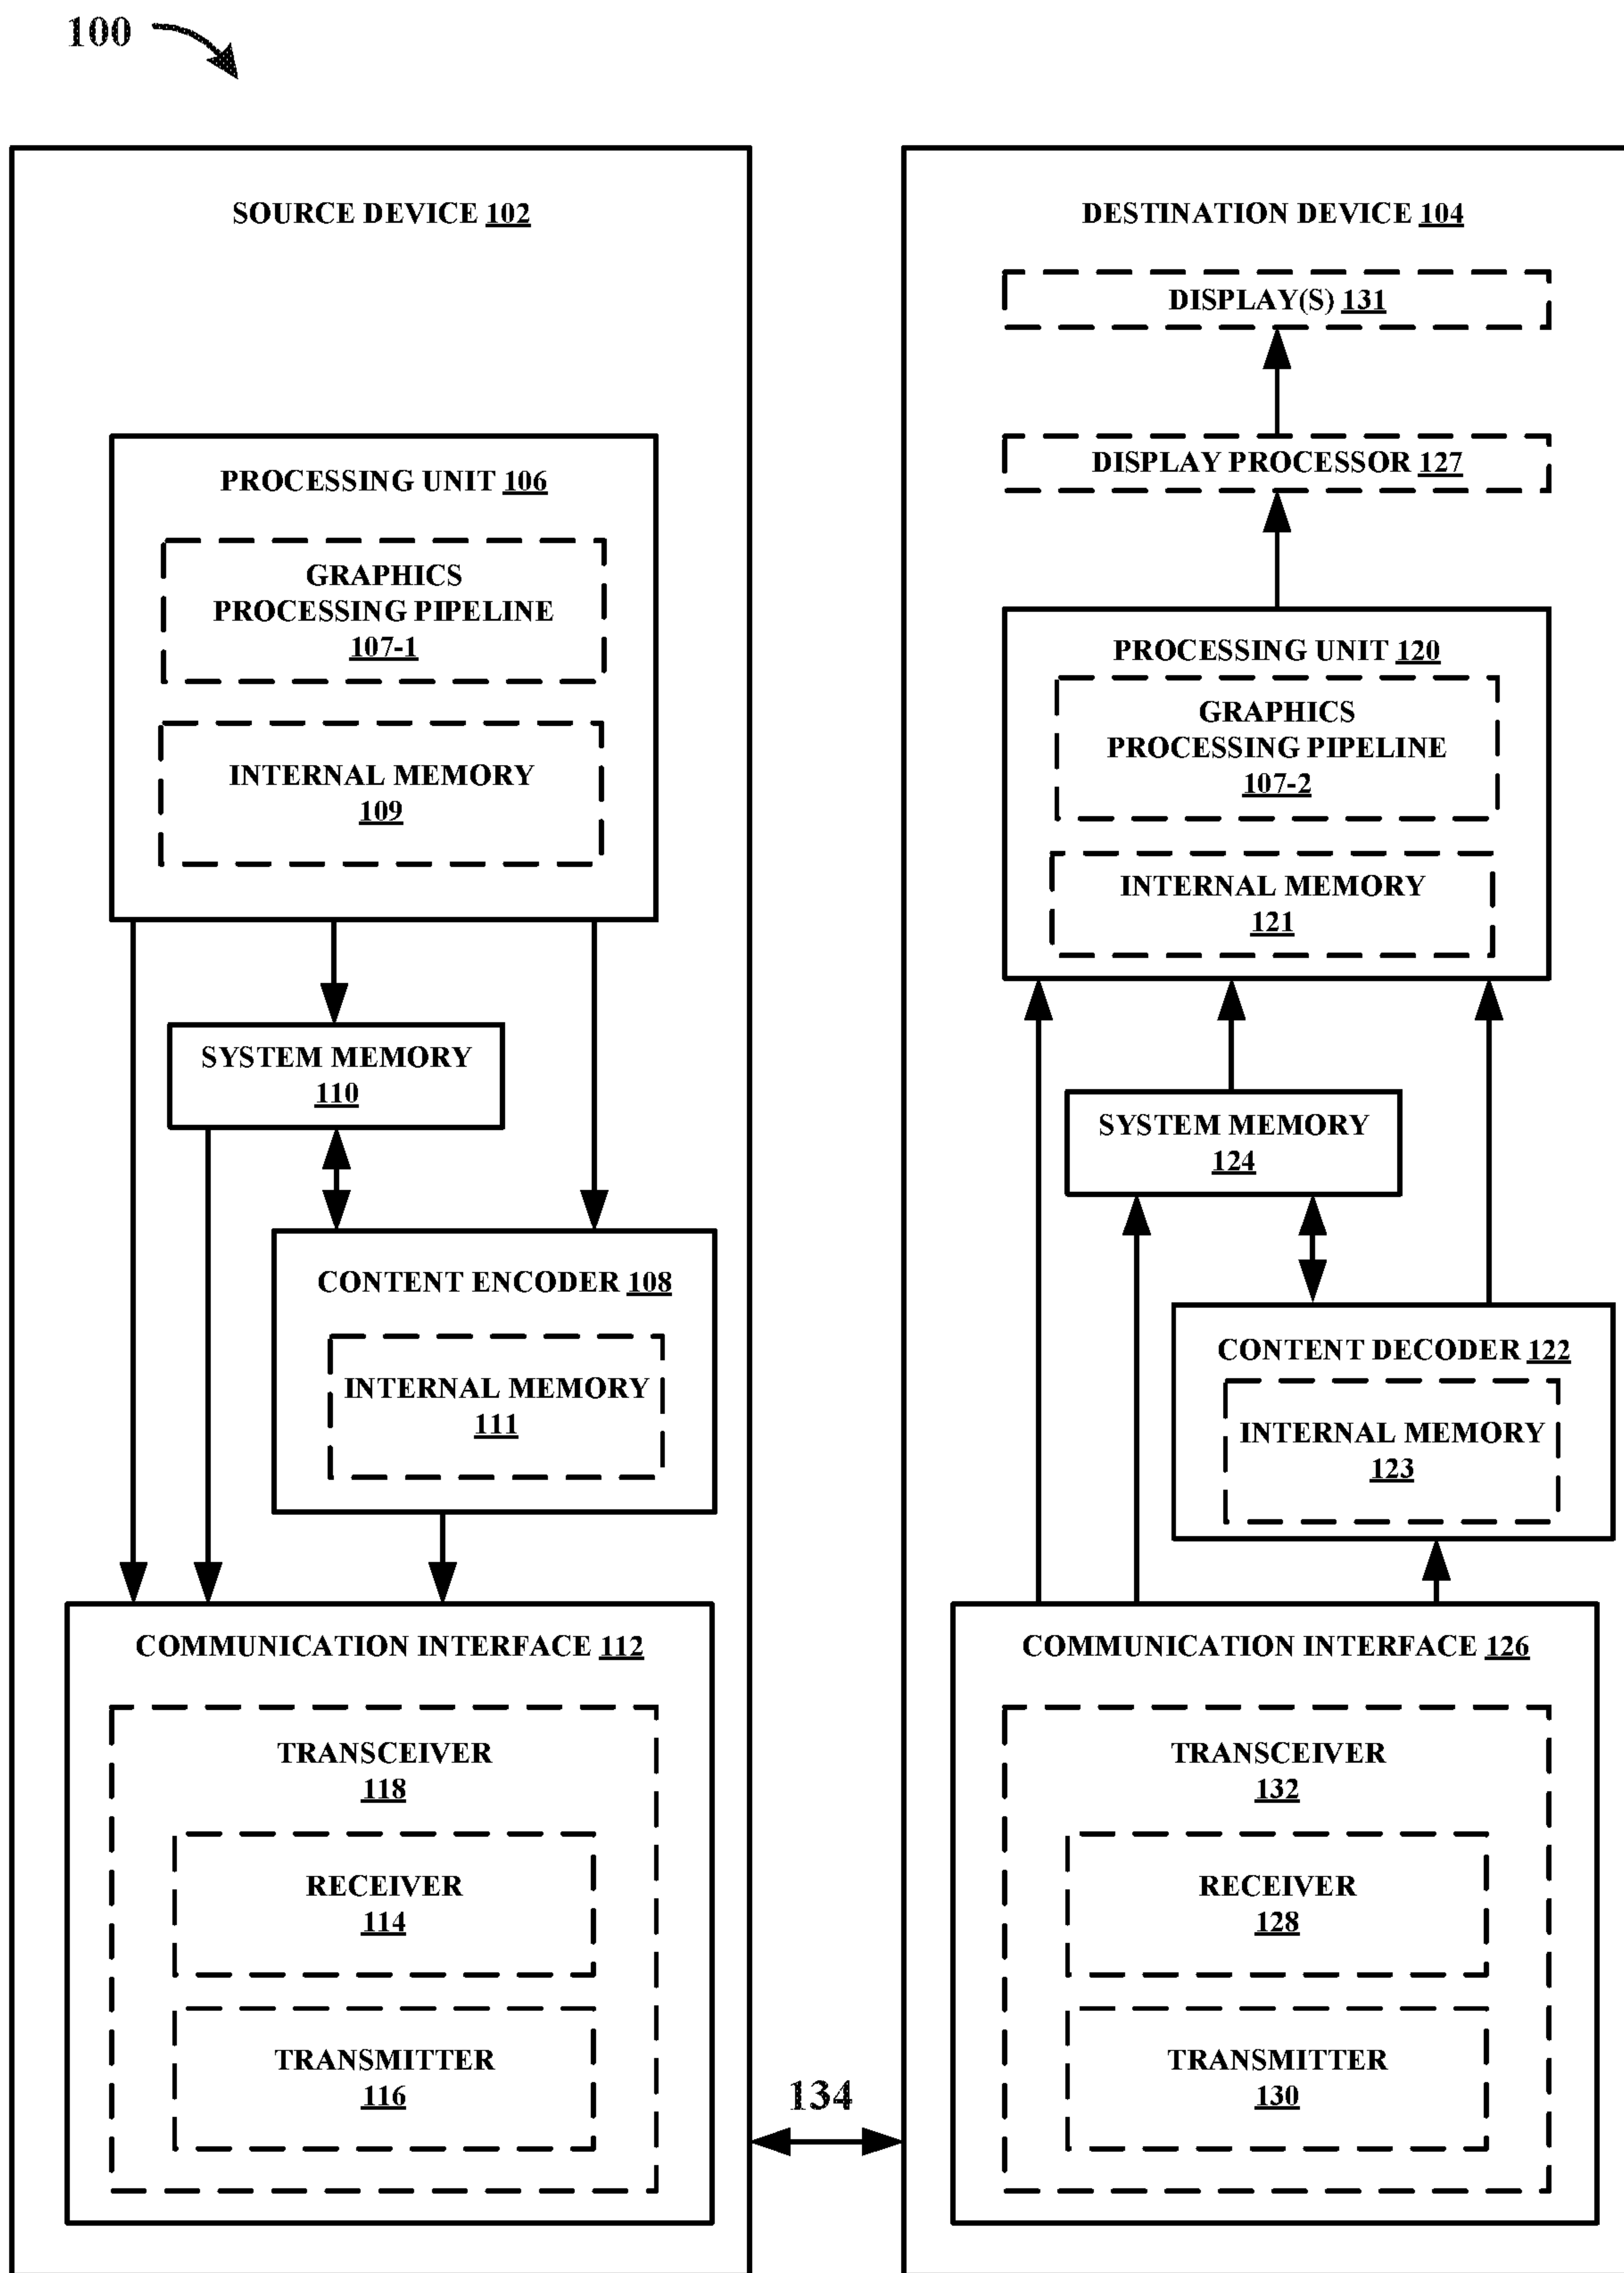 100
SOURCE DEVICE 102
PROCESSING UNIT 106
GRAPHICS
PROCESSING PIPELINE
107-1
INTERNAL MEMORY
109
SYSTEM MEMORY
110
CONTENT ENCODER 108
INTERNAL MEMORY
111
COMMUNICATION INTERFACE 112
TRANSCEIVER
118
RECEIVER
114
TRANSMITTER
116
134
DESTINATION DEVICE 104
DISPLAY(S) 131
DISPLAY PROCESSOR 127
PROCESSING UNIT 120
GRAPHICS
PROCESSING PIPELINE
107-2
INTERNAL MEMORY
121
SYSTEM MEMORY
124
CONTENT DECODER 122
INTERNAL MEMORY
123
COMMUNICATION INTERFACE 126
TRANSCEIVER
132
RECEIVER
128
TRANSMITTER
130